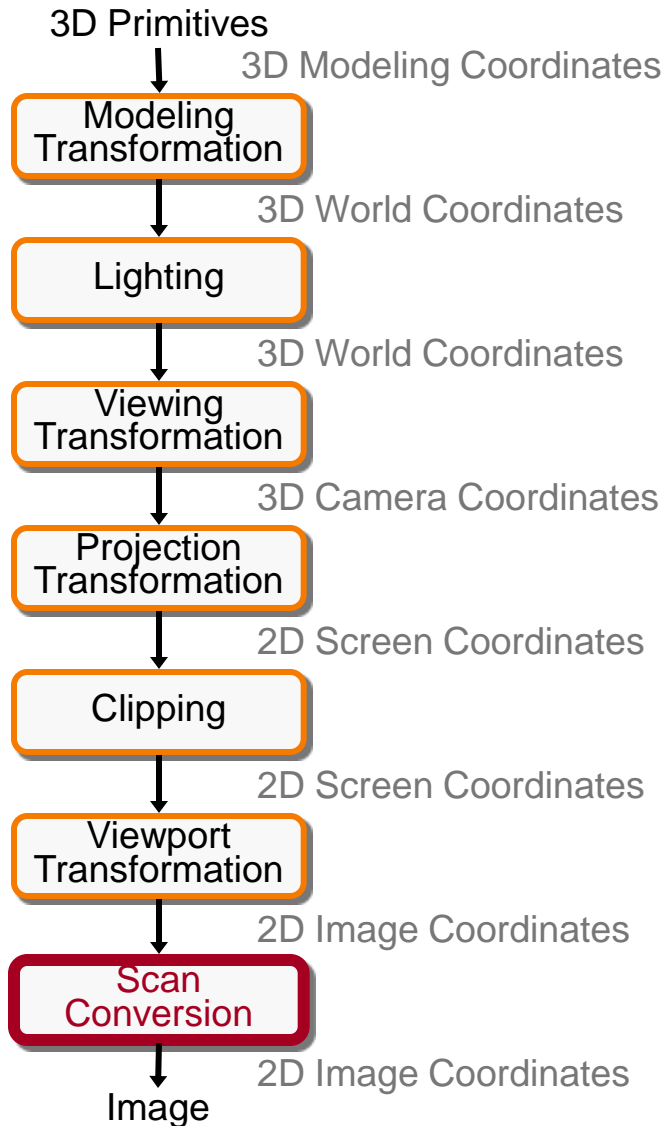 3D Primitives
3D Modeling Coordinates
Modeling
Transformation
3D World Coordinates
Lighting
3D World Coordinates
Viewing
Transformation
3D Camera Coordinates
Projection
Transformation
2D Screen Coordinates
Clipping
2D Screen Coordinates
Viewport
Transformation
2D Image Coordinates
Scan
Conversion
2D Image Coordinates
Image